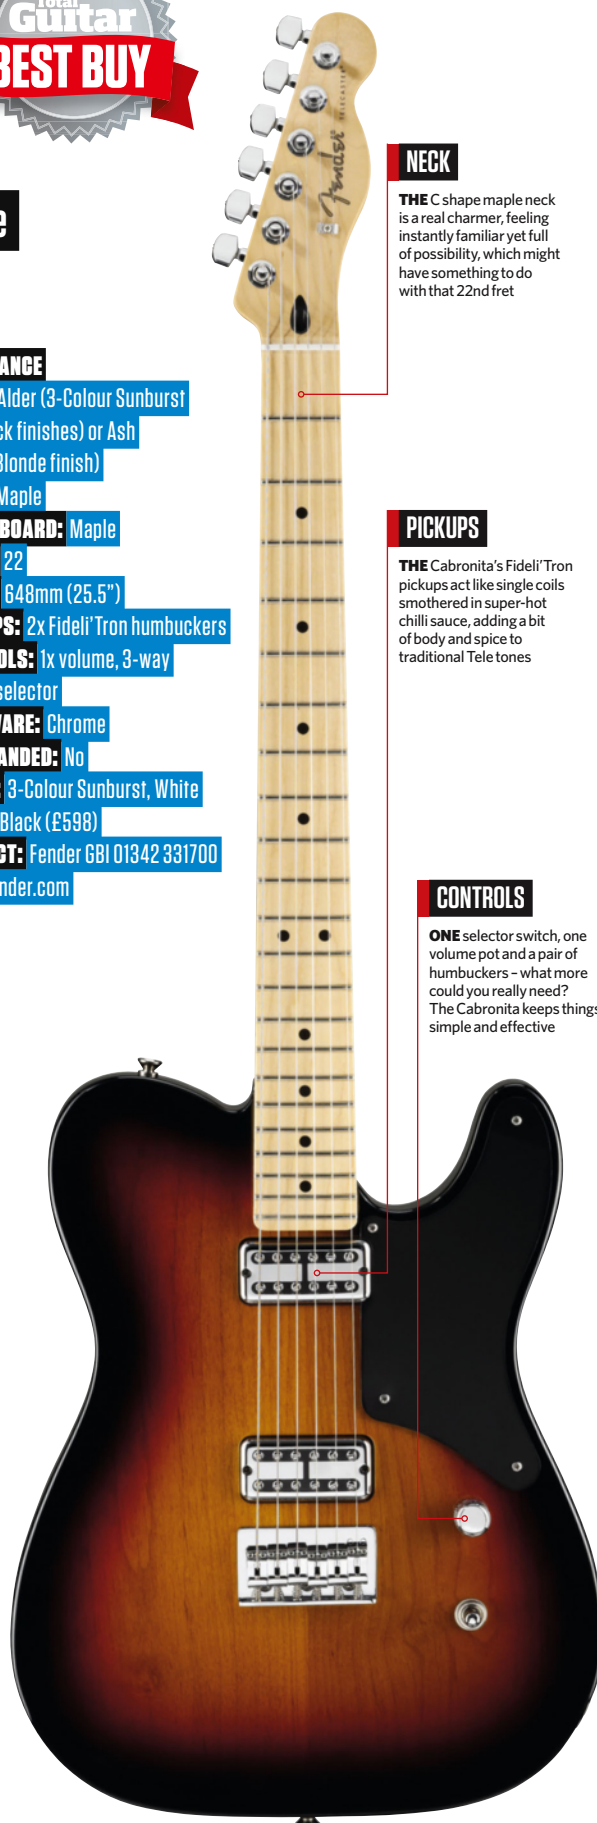 Total
Guitar
BEST BUY
Fender
TELECASTER
NECK
THE C shape maple neck
is a real charmer, feeling
instantly familiar yet full
of possibility, which might
have something to do
with that 22nd fret
ANCE
Alder (3-Colour Sunburst
ck finishes) or Ash
Blonde finish)
Maple
BOARD: Maple
22
648mm (25.5”)
PS: 2x Fideli’Tron humbuckers
OLS: 1x volume, 3-way
selector
WARE: Chrome
ANDED: No
: 3-Colour Sunburst, White
Black (£598)
CT: Fender GBI 01342 331700
nder.com
PICKUPS
THE Cabronita’s Fideli’Tron
pickups act like single coils
smothered in super-hot
chilli sauce, adding a bit
of body and spice to
traditional Tele tones
CONTROLS
ONE selector switch, one
volume pot and a pair of
humbuckers – what more
could you really need?
The Cabronita keeps things
simple and effective